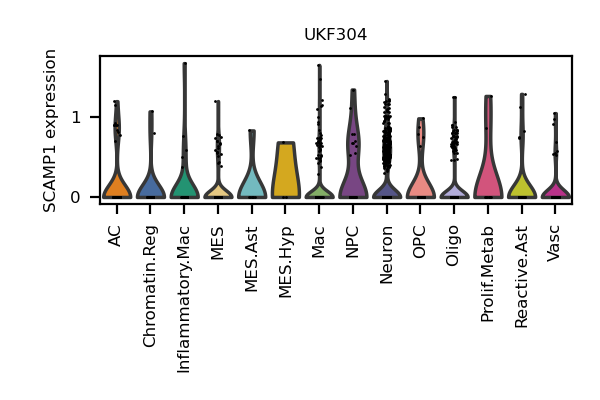 UKF304
SCAMP1 expression
1
0
AC
Chromatin.Reg
Inflammatory.Mac
MES
MES.Ast
MES.Hyp
Mac
NPC
Neuron
OPC
Oligo
Prolif.Metab
Reactive.Ast
Vasc